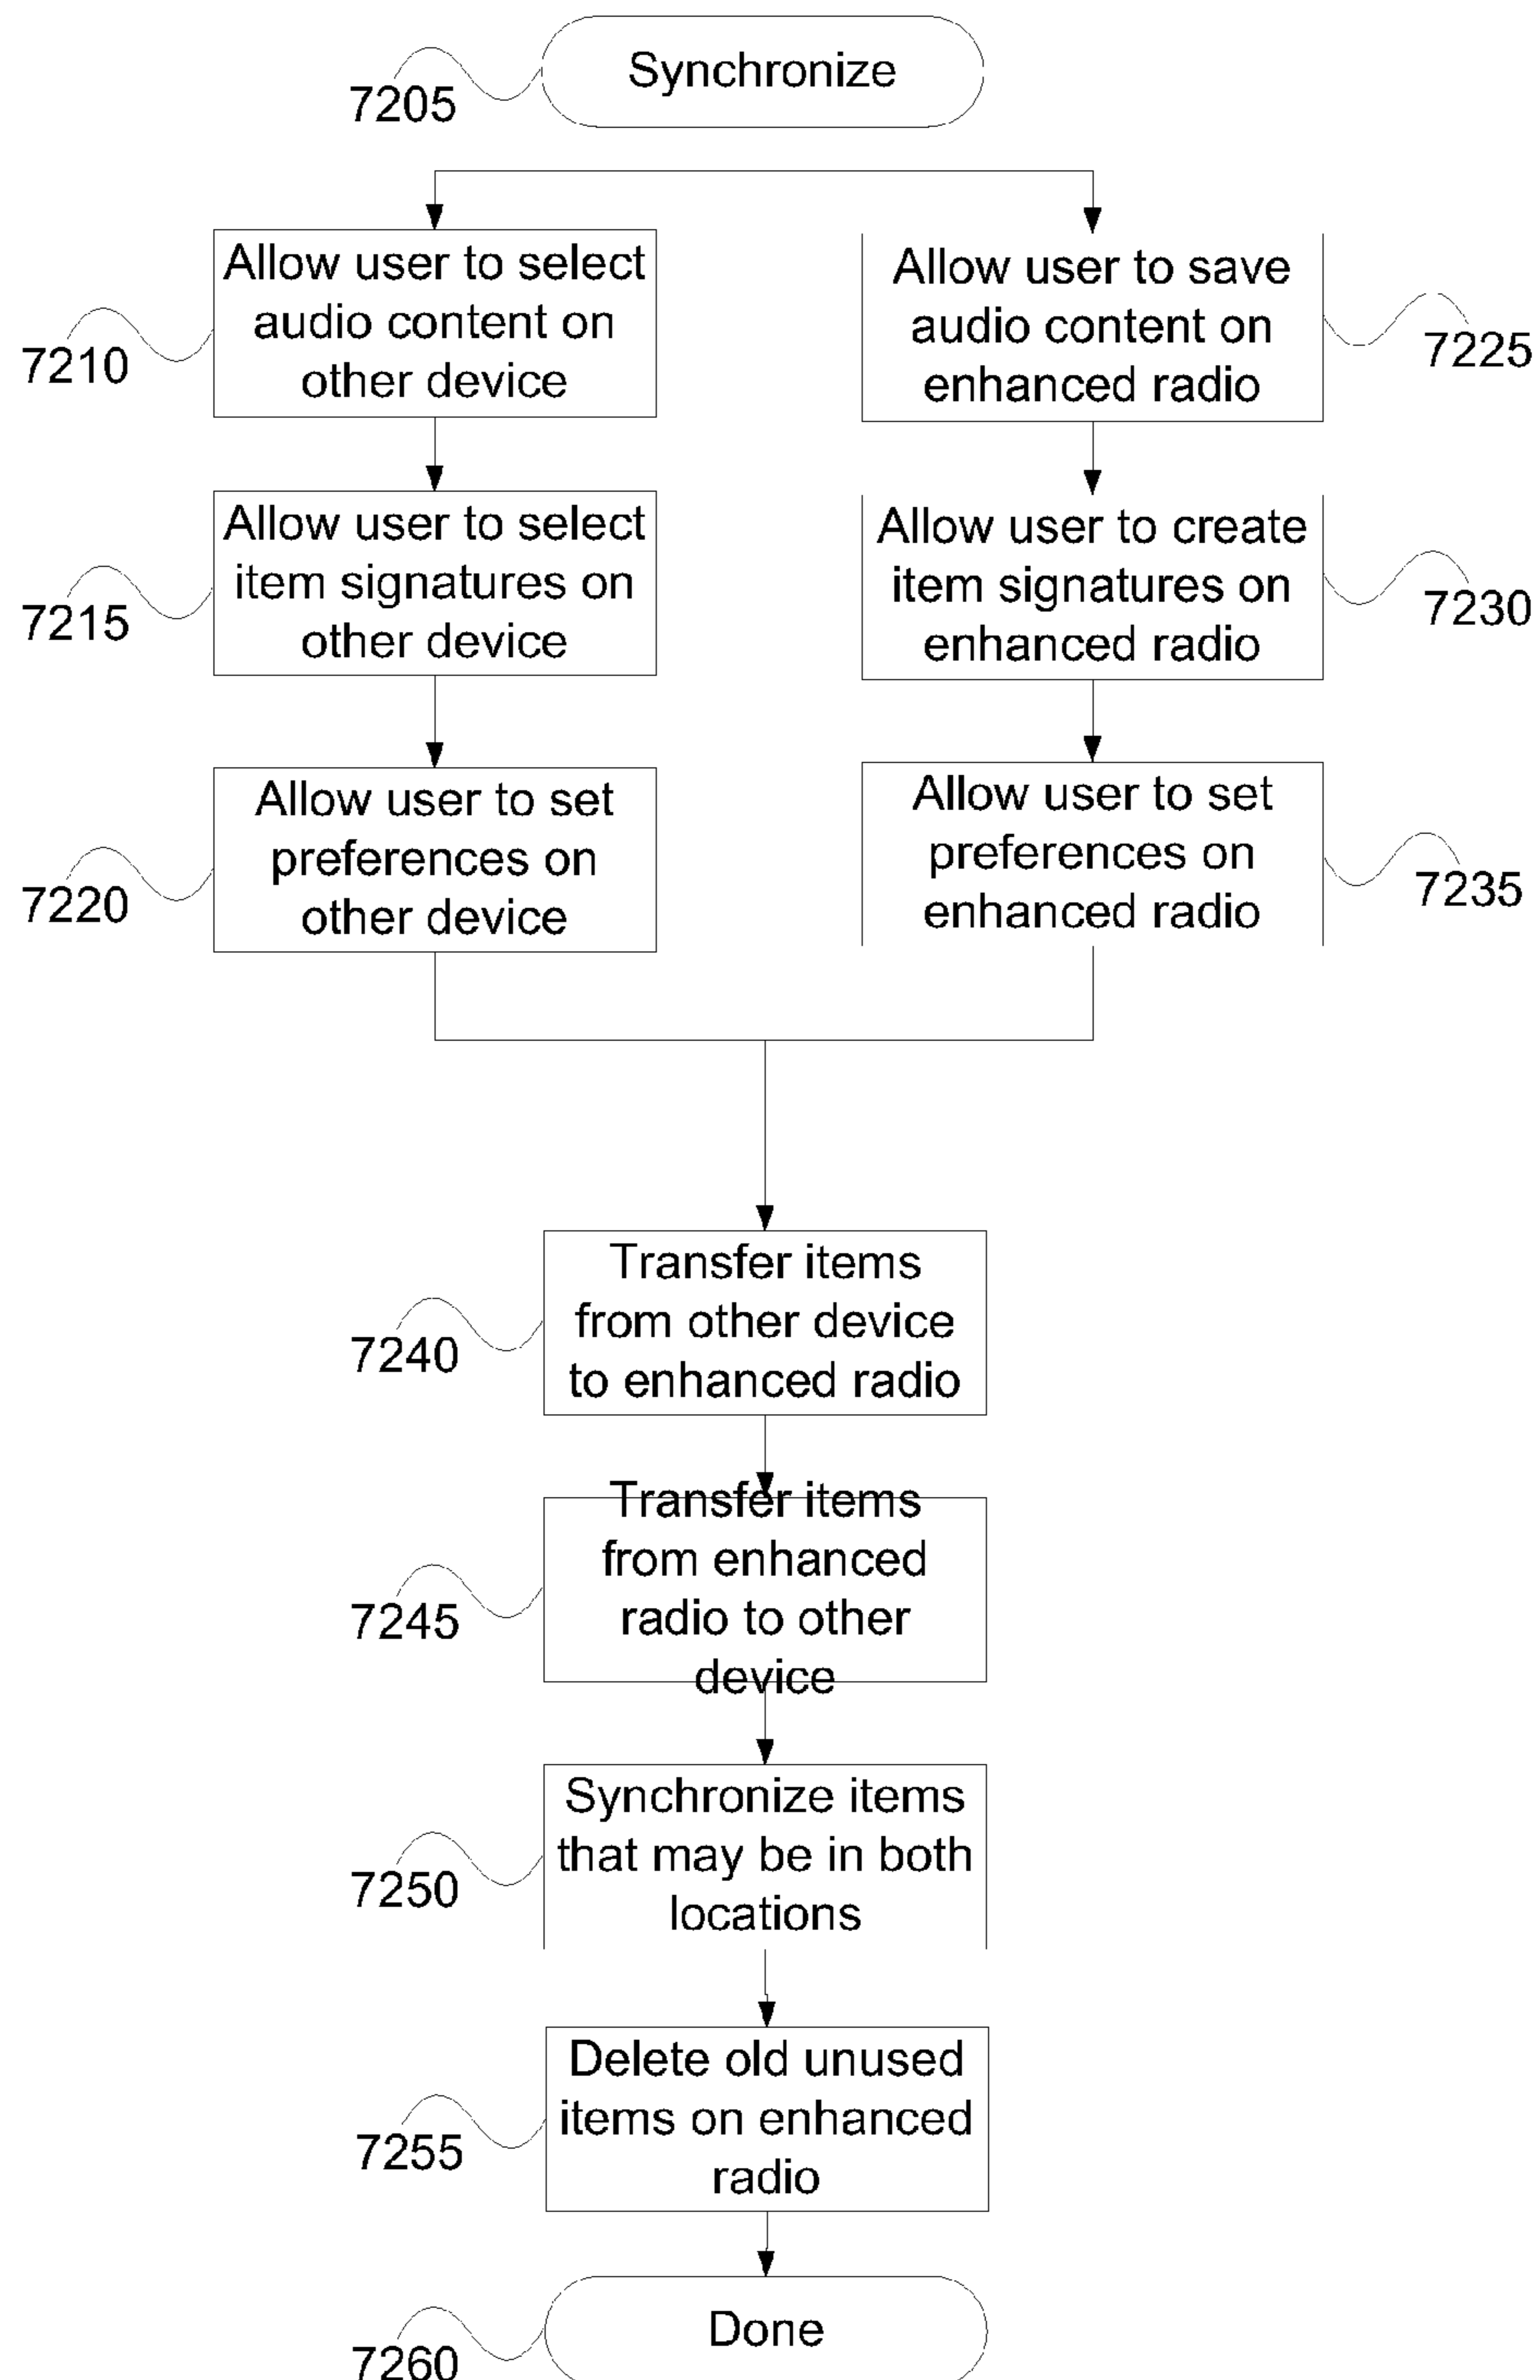 Synchronize
7205
Allow user to select
audio content on
other device
7210
Allow user to select
item signatures on
other device
7215
Allow user to set
preferences on
other device
7220
Allow user to save
audio content on
enhanced radio
7225
Allow user to create
item signatures on
enhanced radio
7230
Allow user to set
preferences on
enhanced radio
7235
Transfer items
from other device
to enhanced radio
7240
Transfer items
from enhanced
radio to other
device
7245
Synchronize items
that may be in both
locations
7250
Delete old unused
items on enhanced
radio
7255
Done
7260